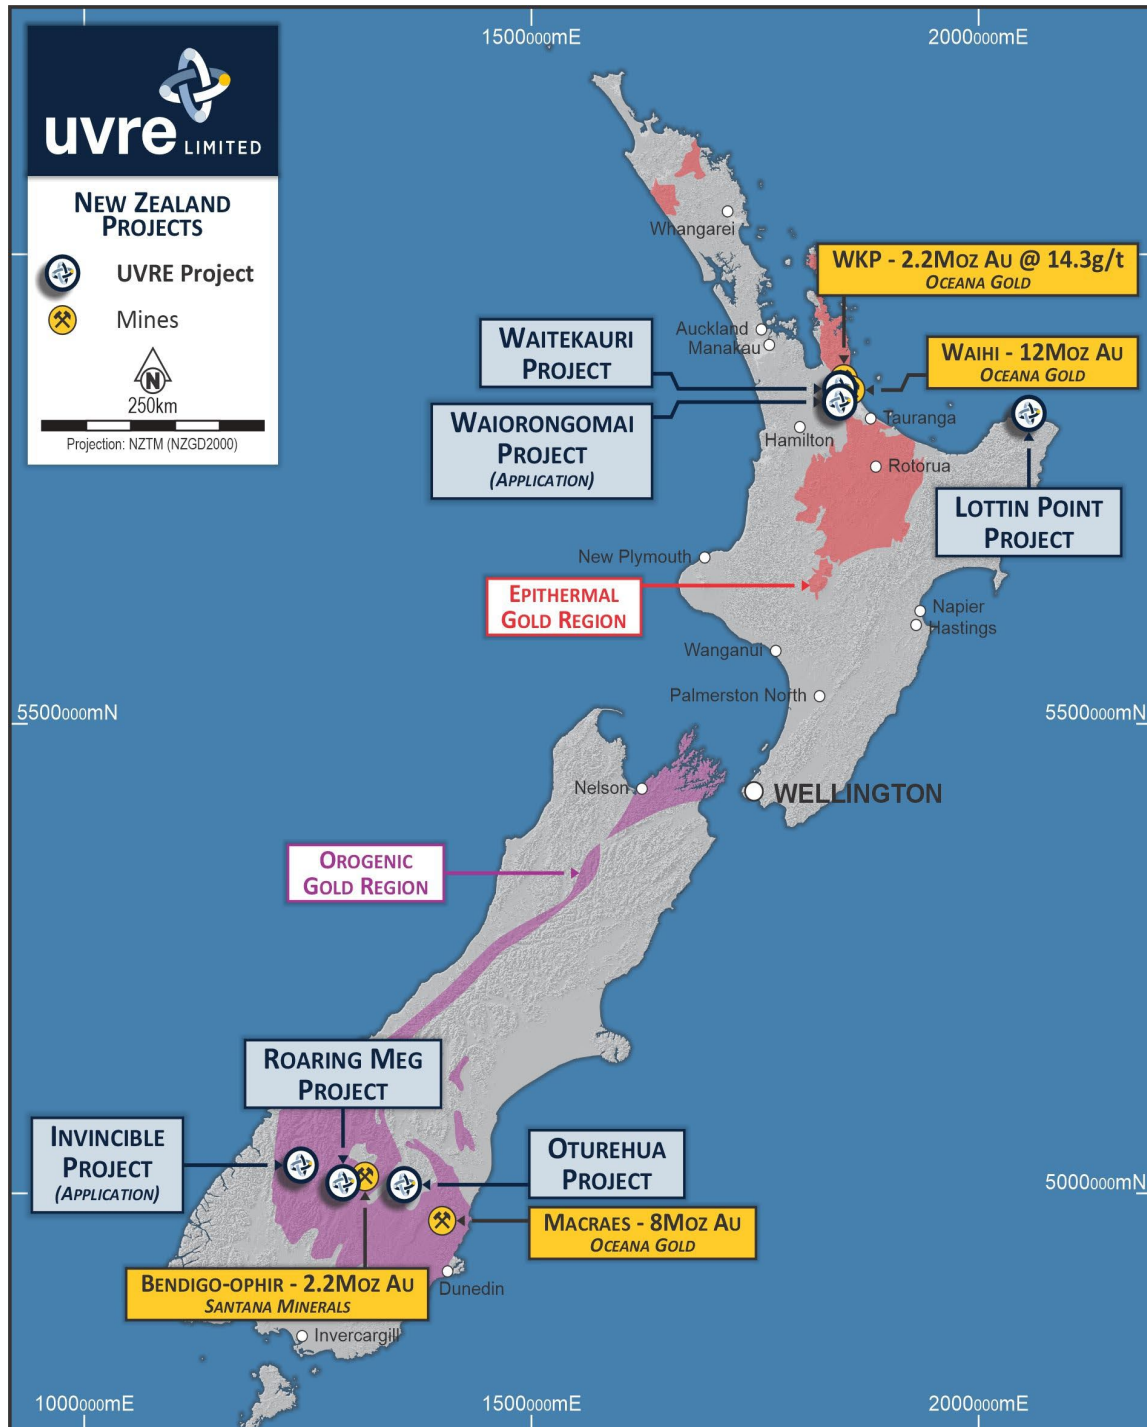 1500000mE
2000000mE
uvre LIMITED
NEW ZEALAND
PROJECTS
UVRE Project
Mines
N
250km
Projection: NZTM (NZGD2000)
Whangarei
WKP - 2.2MOZ AU @ 14.3g/t
OCEANA GOLD
Auckland
Manakau
WAITEKAURI
PROJECT
WAIHI - 12MOZ AU
OCEANA GOLD
WAIORONGOMAI
PROJECT
(APPLICATION)
Tauranga
Hamilton
Rotorua
LOTTIN POINT
PROJECT
New Plymouth
EPITHERMAL
GOLD REGION
Napier
Hastings
Wanganui
Palmerston North
5500000mN
5500000mN
Nelson
WELLINGTON
OROGENIC
GOLD REGION
ROARING MEG
PROJECT
INVINCIBLE
PROJECT
(APPLICATION)
OTUREHUA
PROJECT
5000000mN
MACRAES - 8MOZ AU
OCEANA GOLD
BENDIGO-OPHIR - 2.2MOZ AU
SANTANA MINERALS
Dunedin
Invercargill
1000000mE
1500000mE
2000000mE